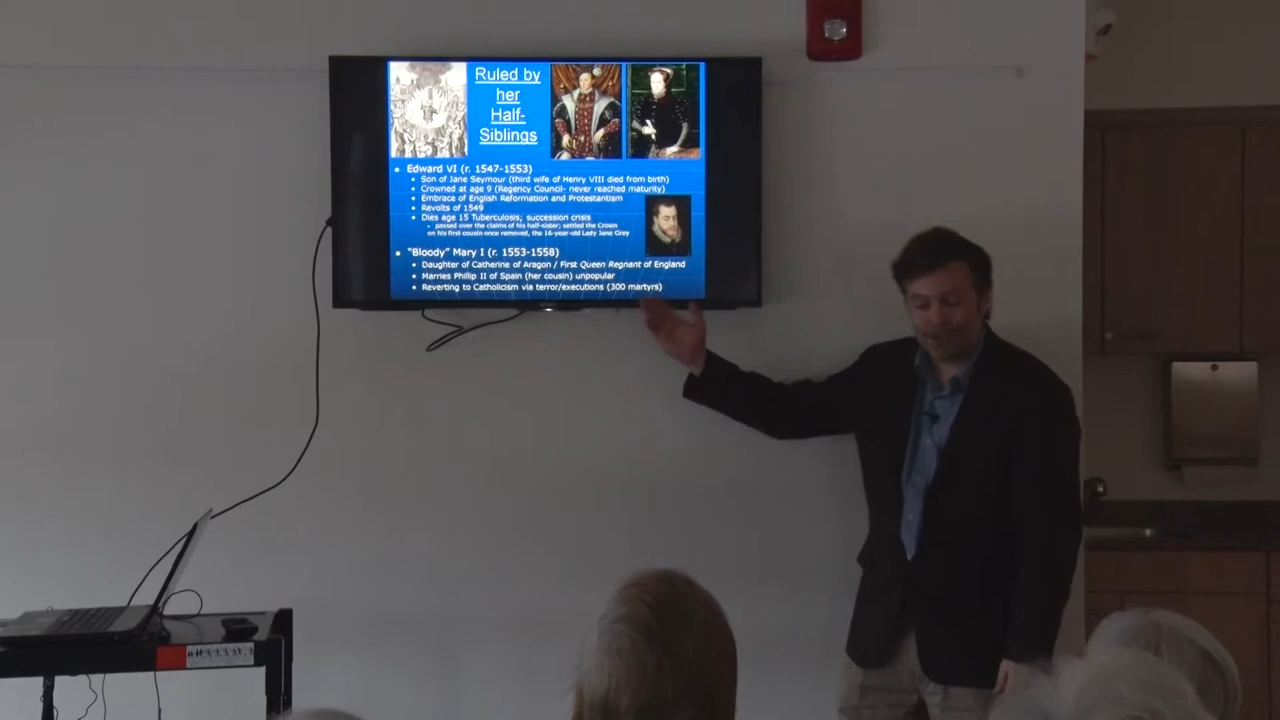 Ruled by
her
Half-
Siblings
Edward VI (r. 1547-1553)
Son of Jane Seymour (third wife of Henry VIII died from birth)
Crowned at age 9 (Regency Council- never reached maturity)
Embrace of English Reformation and Protestantism
Revolts of 1549
Dies age 15 Tuberculosis; succession crisis
passed over the claims of his half-sister; settled the Crown
on his first cousin once removed, the 16-year-old Lady Jane Grey
"Bloody" Mary I (r. 1553-1558)
Daughter of Catherine of Aragon / First Queen Regnant of England
Marries Phillip II of Spain (her cousin) unpopular
Reverting to Catholicism via terror/executions (300 martyrs)